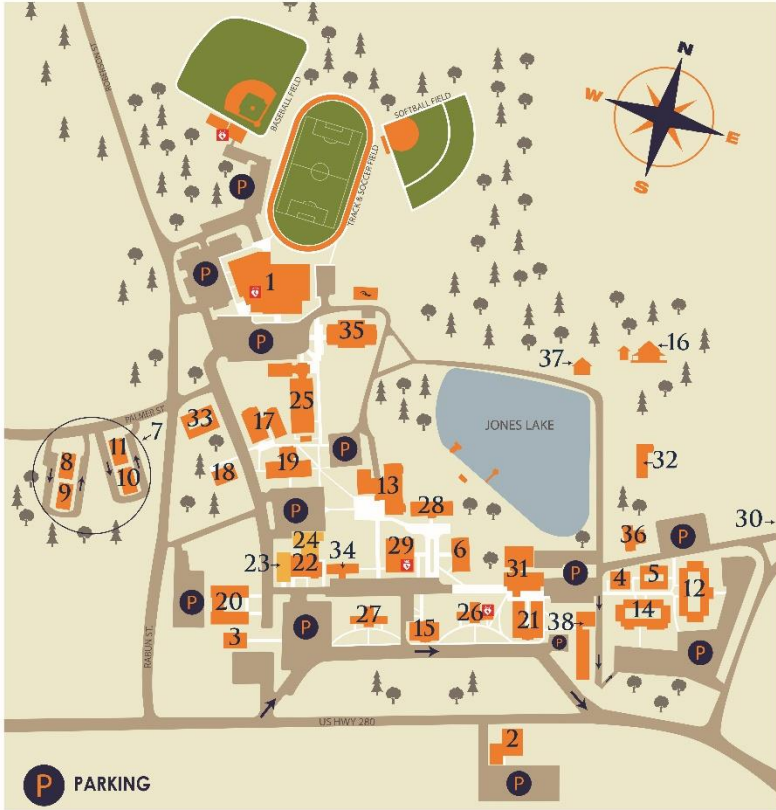 N
W
E
S
ROBERSON ST.
BASEBALL FIELD
SOFTBALL FIELD
TRACK & SOCCER FIELD
P
P
1
P
35
37
16
25
PALMER ST.
33
17
JONES LAKE
7
11
8
10
9
18
19
P
32
13
28
P
30
24
34
29
6
36
P
23
22
31
P
4
5
12
20
P
27
26
38
14
3
P
15
21
P
P
RABUN ST.
US HWY 280
2
P
P PARKING